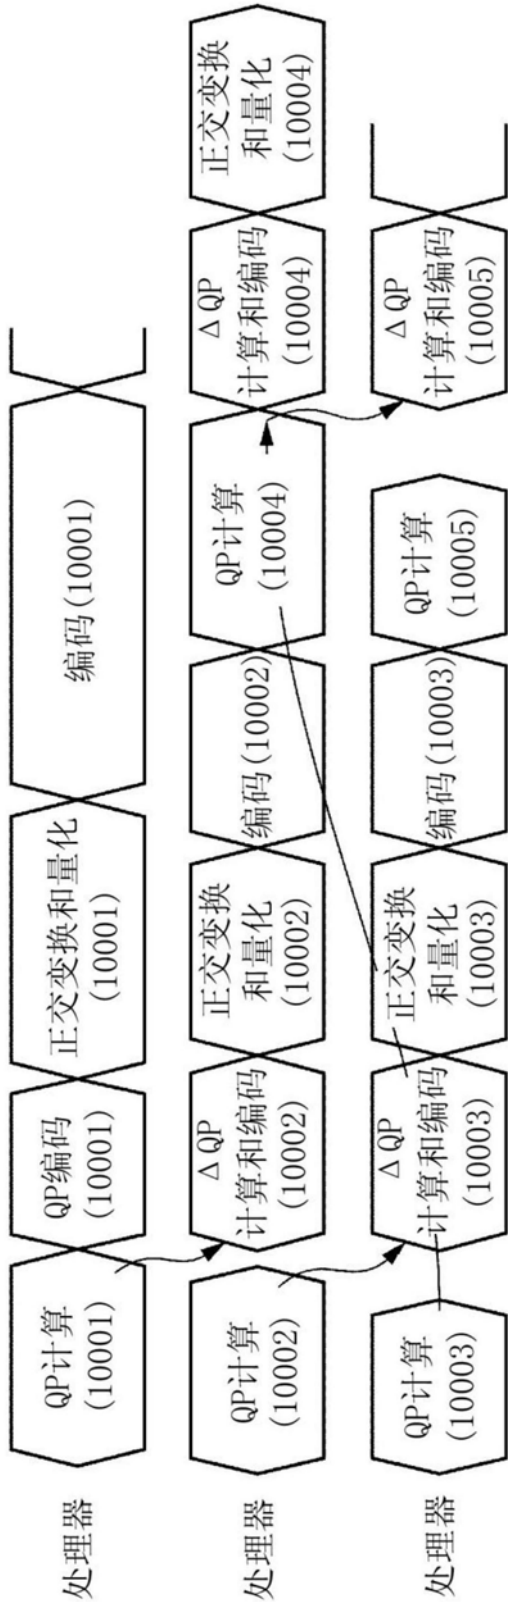 处理器
QP计算
(10001)
QP编码
(10001)
正交变换和量化
(10001)
编码(10001)
处理器
QP计算
(10002)
ΔQP
计算和编码
(10002)
正交变换
和量化
(10002)
编码(10002)
QP计算
(10004)
ΔQP
计算和编码
(10004)
正交变换
和量化
(10004)
处理器
QP计算
(10003)
ΔQP
计算和编码
(10003)
正交变换
和量化
(10003)
编码(10003)
QP计算
(10005)
ΔQP
计算和编码
(10005)